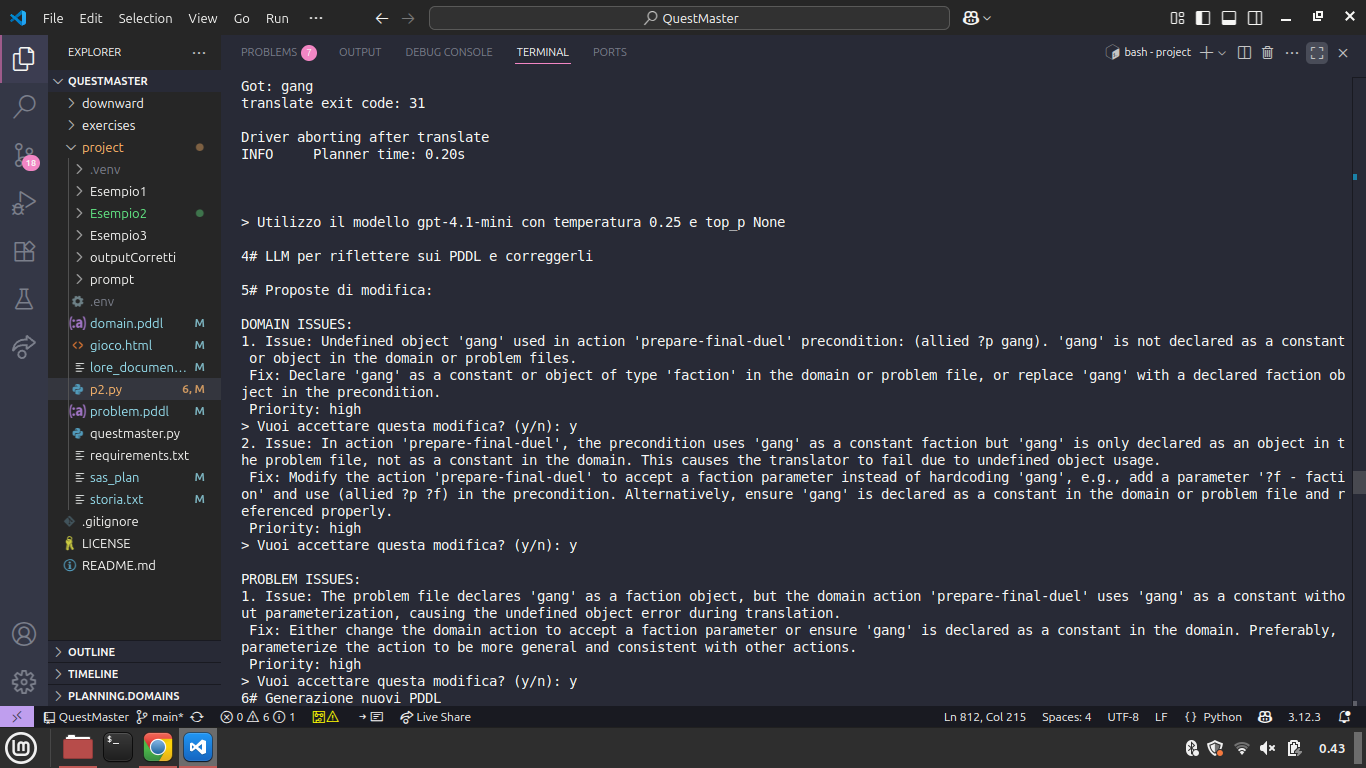 File Edit Selection View Go Run ··· QuestMaster
EXPLORER ···
QUESTMASTER
downward
exercises
project
.venv
Esempio1
Esempio2
Esempio3
outputCorretti
prompt
.env
domain.pddl M
gioco.html M
lore_documen... M
p2.py 6, M
problem.pddl M
questmaster.py
requirements.txt
sas_plan M
storia.txt M
.gitignore
LICENSE
README.md
OUTLINE
TIMELINE
PLANNING.DOMAINS
18
PROBLEMS 7 OUTPUT DEBUG CONSOLE TERMINAL PORTS bash - project
Got: gang
translate exit code: 31
Driver aborting after translate
INFO     Planner time: 0.20s
> Utilizzo il modello gpt-4.1-mini con temperatura 0.25 e top_p None
4# LLM per riflettere sui PDDL e correggerli
5# Proposte di modifica:
DOMAIN ISSUES:
1. Issue: Undefined object 'gang' used in action 'prepare-final-duel' precondition: (allied ?p gang). 'gang' is not declared as a constant
 or object in the domain or problem files.
 Fix: Declare 'gang' as a constant or object of type 'faction' in the domain or problem file, or replace 'gang' with a declared faction ob
ject in the precondition.
 Priority: high
> Vuoi accettare questa modifica? (y/n): y
2. Issue: In action 'prepare-final-duel', the precondition uses 'gang' as a constant faction but 'gang' is only declared as an object in t
he problem file, not as a constant in the domain. This causes the translator to fail due to undefined object usage.
 Fix: Modify the action 'prepare-final-duel' to accept a faction parameter instead of hardcoding 'gang', e.g., add a parameter '?f - facti
on' and use (allied ?p ?f) in the precondition. Alternatively, ensure 'gang' is declared as a constant in the domain or problem file and r
eferenced properly.
 Priority: high
> Vuoi accettare questa modifica? (y/n): y
PROBLEM ISSUES:
1. Issue: The problem file declares 'gang' as a faction object, but the domain action 'prepare-final-duel' uses 'gang' as a constant witho
ut parameterization, causing the undefined object error during translation.
 Fix: Either change the domain action to accept a faction parameter or ensure 'gang' is declared as a constant in the domain. Preferably,
parameterize the action to be more general and consistent with other actions.
 Priority: high
> Vuoi accettare questa modifica? (y/n): y
6# Generazione nuovi PDDL
QuestMaster main* 0 6 1 Live Share Ln 812, Col 215 Spaces: 4 UTF-8 LF {} Python 3.12.3
0.43